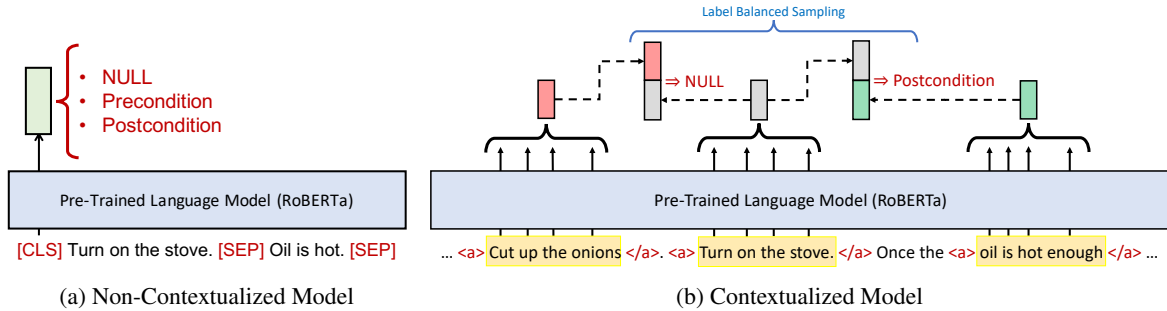 • NULL
• Precondition
• Postcondition
Pre-Trained Language Model (RoBERTa)
[CLS] Turn on the stove. [SEP] Oil is hot. [SEP]
(a) Non-Contextualized Model
Label Balanced Sampling
⇒ NULL
⇒ Postcondition
Pre-Trained Language Model (RoBERTa)
... <a> Cut up the onions </a>. <a> Turn on the stove. </a> Once the <a> oil is hot enough </a> ...
(b) Contextualized Model